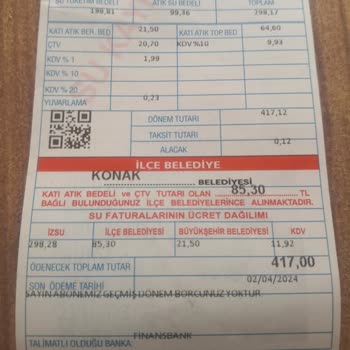 SU TÜKETİM BEDELİ ATIK SU BEDELİ TOPLAM
199,81 99,36 299,17
KATI ATIK BER. BED 21,50 KATI ATIK TOP.BED 64,60
ÇTV 20,70 KDV %10 9,93
KDV % 1 1,99
KDV % 10
KDV % 20
YUVARLAMA 0,23
DÖNEM TUTARI 417,12
TAKSİT TUTARI
ALACAK 0,12
İLÇE BELEDİYE
KONAK BELEDİYESİ
KATI ATIK BEDELİ ve ÇTV TUTARI OLAN 85,30 TL
BAĞLI BULUNDUĞUNUZ İLÇE BELEDİYELERİNCE ALINMAKTADIR.
SU FATURALARININ ÜCRET DAĞILIMI
İZSU İLÇE BELEDİYESİ BÜYÜKŞEHİR BELEDİYESİ KDV
298,28 85,30 21,50 11,92
ÖDENECEK TOPLAM TUTAR 417,00
SON ÖDEME TARİHİ 02/04/2024
SAYIN ABONEMİZ GEÇMİŞ DÖNEM BORCUNUZ YOKTUR.
FİNANSBANK
TALİMATLI OLDUĞU BANKA: